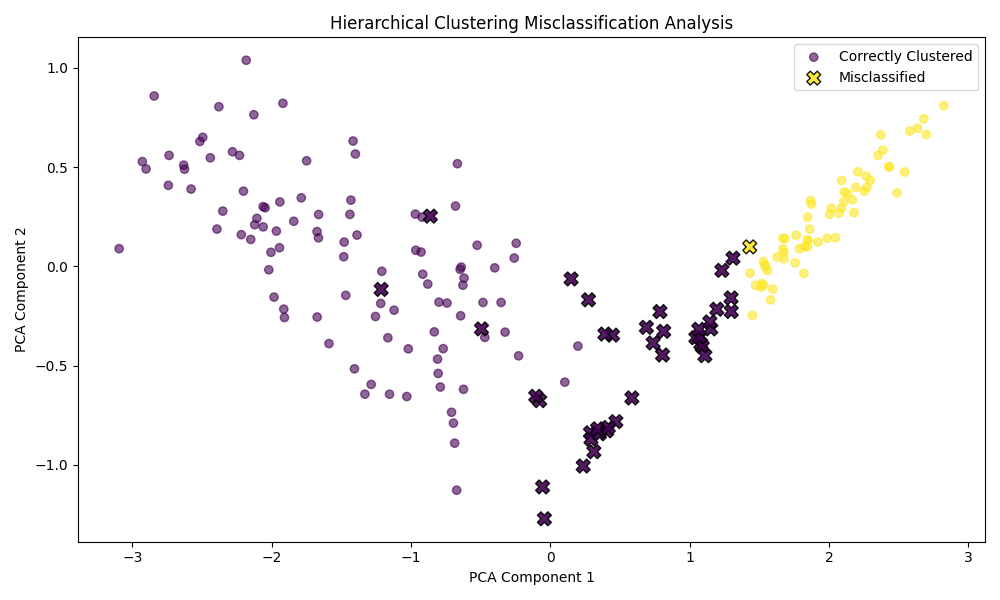 Hierarchical Clustering Misclassification Analysis
Correctly Clustered
Misclassified
PCA Component 2
1.0
0.5
0.0
−0.5
−1.0
−3
−2
−1
0
1
2
3
PCA Component 1